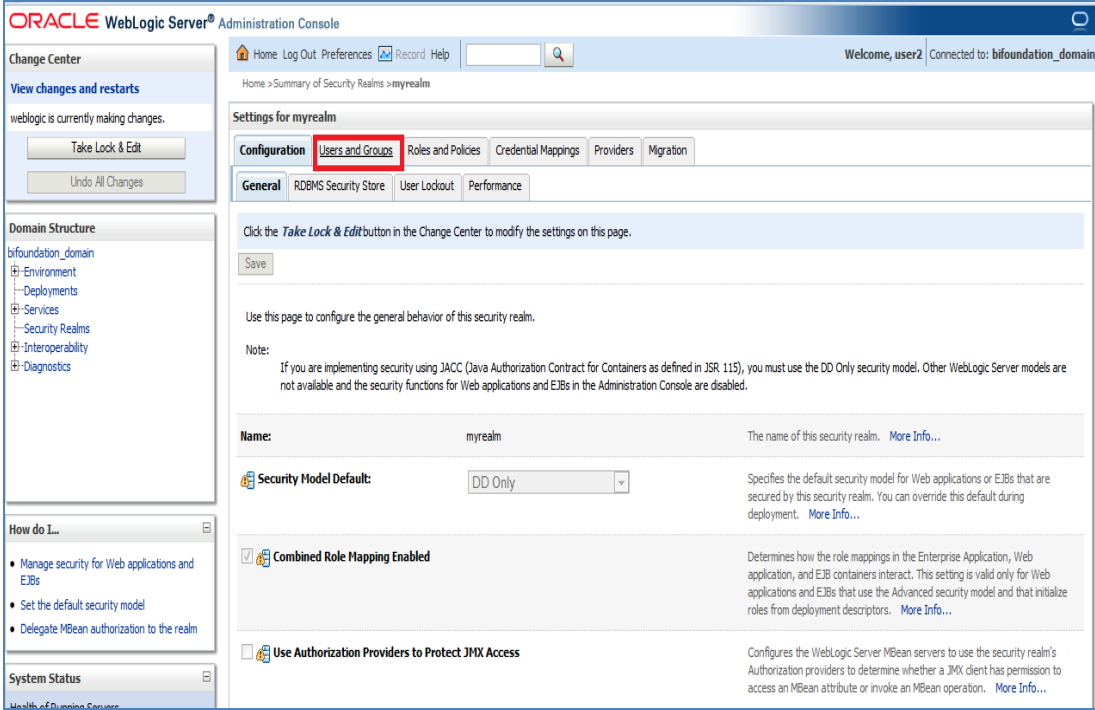 ORACLE WebLogic Server® Administration Console
Change Center
View changes and restarts
weblogic is currently making changes.
Take Lock & Edit
Undo All Changes
Domain Structure
bifoundation_domain
Environment
Deployments
Services
Security Realms
Interoperability
Diagnostics
How do I...
Manage security for Web applications and
EJBs
Set the default security model
Delegate MBean authorization to the realm
System Status
Health of Running Servers
Home Log Out Preferences Record Help
Welcome, user2 Connected to: bifoundation_domain
Home >Summary of Security Realms >myrealm
Settings for myrealm
Configuration Users and Groups Roles and Policies Credential Mappings Providers Migration
General RDBMS Security Store User Lockout Performance
Click the Take Lock & Edit button in the Change Center to modify the settings on this page.
Save
Use this page to configure the general behavior of this security realm.
Note:
If you are implementing security using JACC (Java Authorization Contract for Containers as defined in JSR 115), you must use the DD Only security model. Other WebLogic Server models are
not available and the security functions for Web applications and EJBs in the Administration Console are disabled.
Name: myrealm The name of this security realm. More Info...
Security Model Default: DD Only Specifies the default security model for Web applications or EJBs that are
secured by this security realm. You can override this default during
deployment. More Info...
Combined Role Mapping Enabled Determines how the role mappings in the Enterprise Application, Web
application, and EJB containers interact. This setting is valid only for Web
applications and EJBs that use the Advanced security model and that initialize
roles from deployment descriptors. More Info...
Use Authorization Providers to Protect JMX Access Configures the WebLogic Server MBean servers to use the security realm's
Authorization providers to determine whether a JMX client has permission to
access an MBean attribute or invoke an MBean operation. More Info...